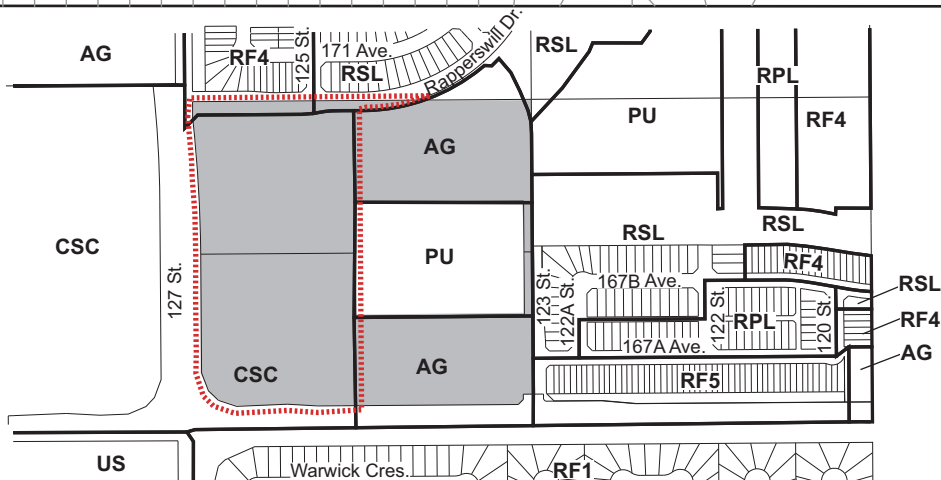 AG
RF4
125 St.
171 Ave.
RSL
Rapperswill Dr.
RSL
RPL
PU
RF4
AG
CSC
127 St.
PU
RSL
RSL
RF4
RSL
123 St.
122A St.
167B Ave.
122 St.
RPL
120 St.
RF4
167A Ave.
AG
CSC
AG
RF5
US
Warwick Cres.
RF1